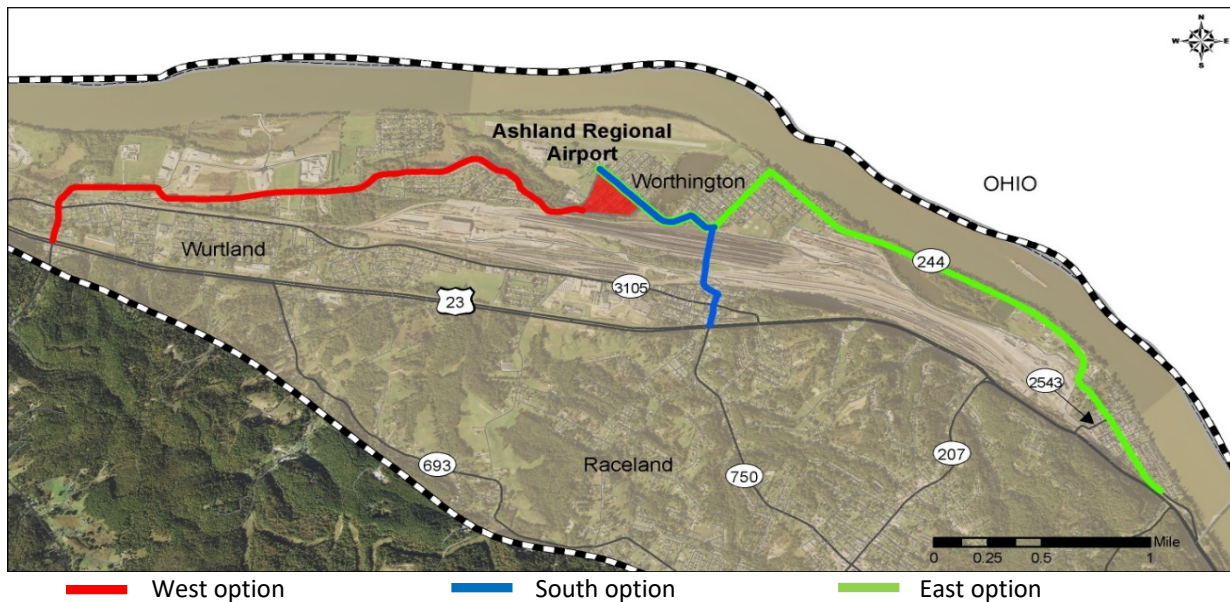 N
W E
S
Ashland Regional
Airport
Worthington
OHIO
Wurtland
244
3105
23
2543
693
Raceland
750
207
Mile
0 0.25 0.5 1
West option South option East option